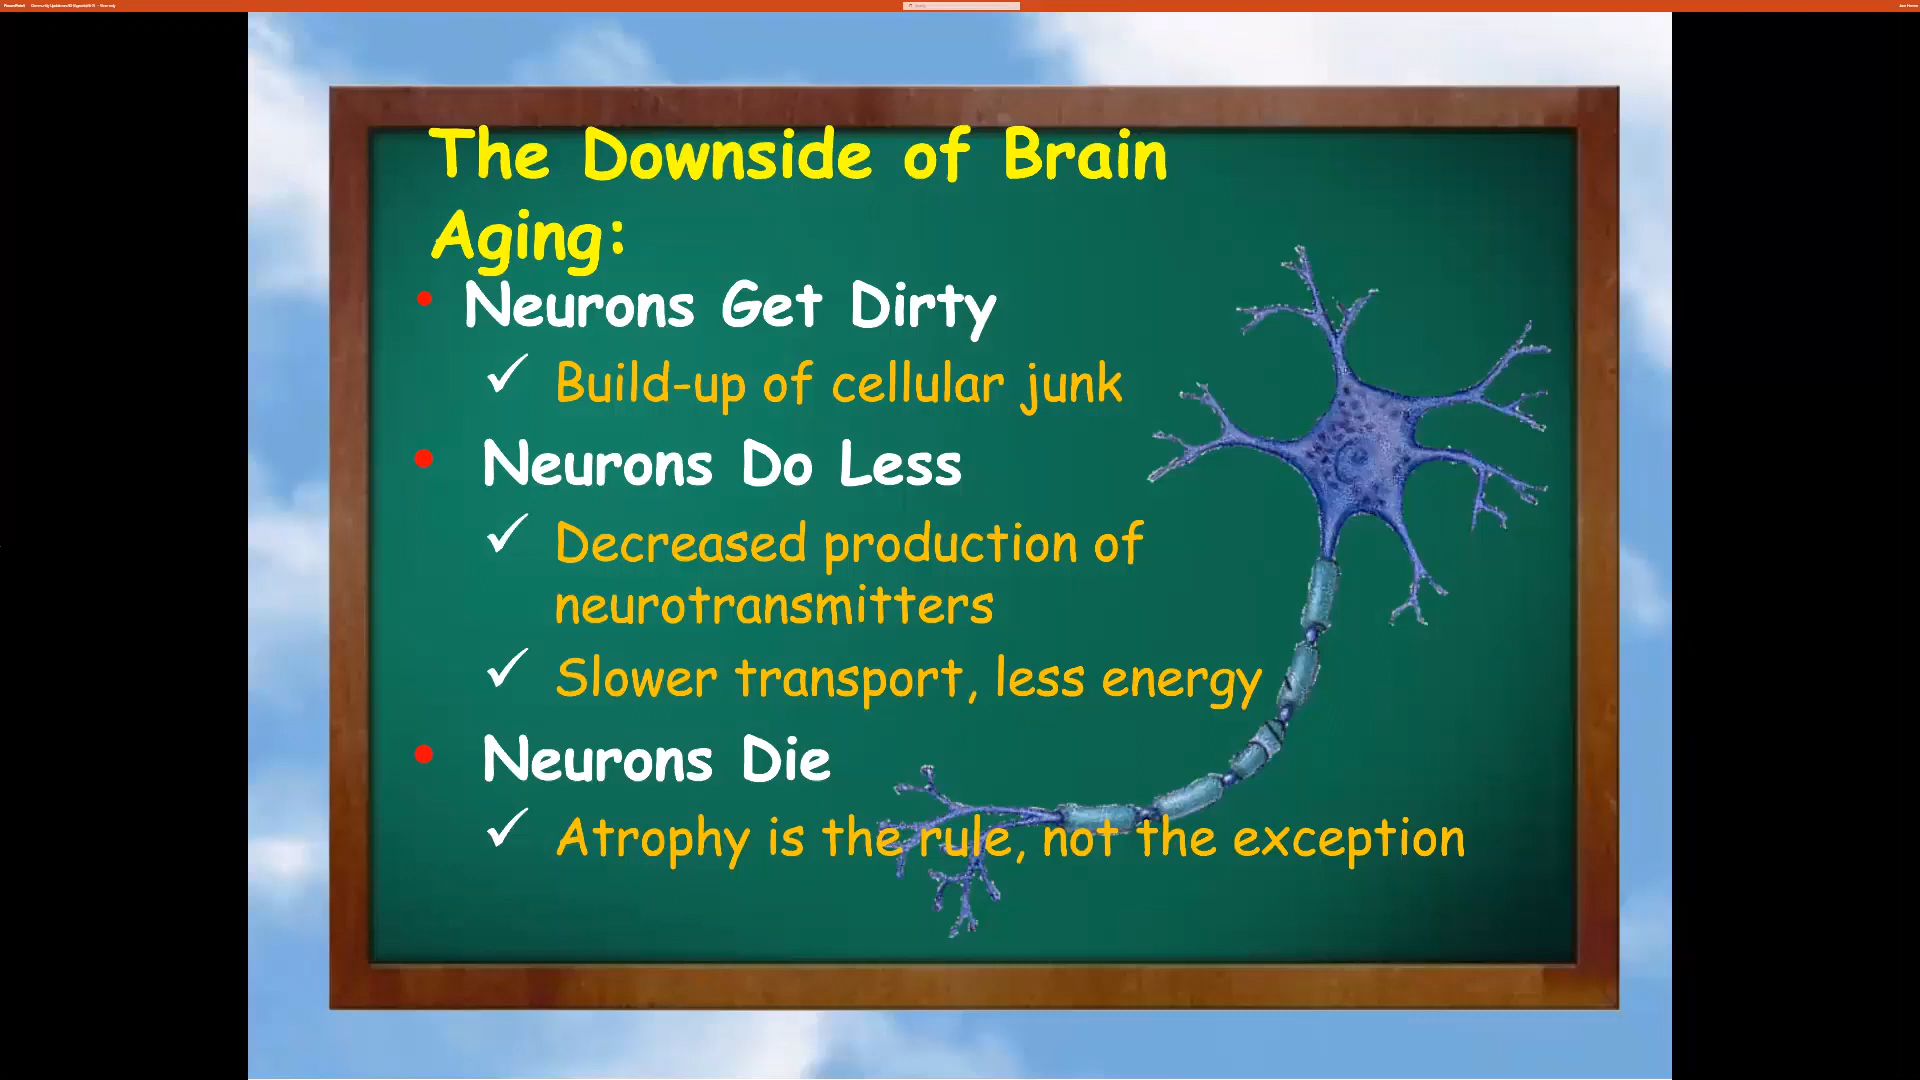 The Downside of Brain
Aging:
• Neurons Get Dirty
✓ Build-up of cellular junk
• Neurons Do Less
✓ Decreased production of
neurotransmitters
✓ Slower transport, less energy
• Neurons Die
✓ Atrophy is the rule, not the exception